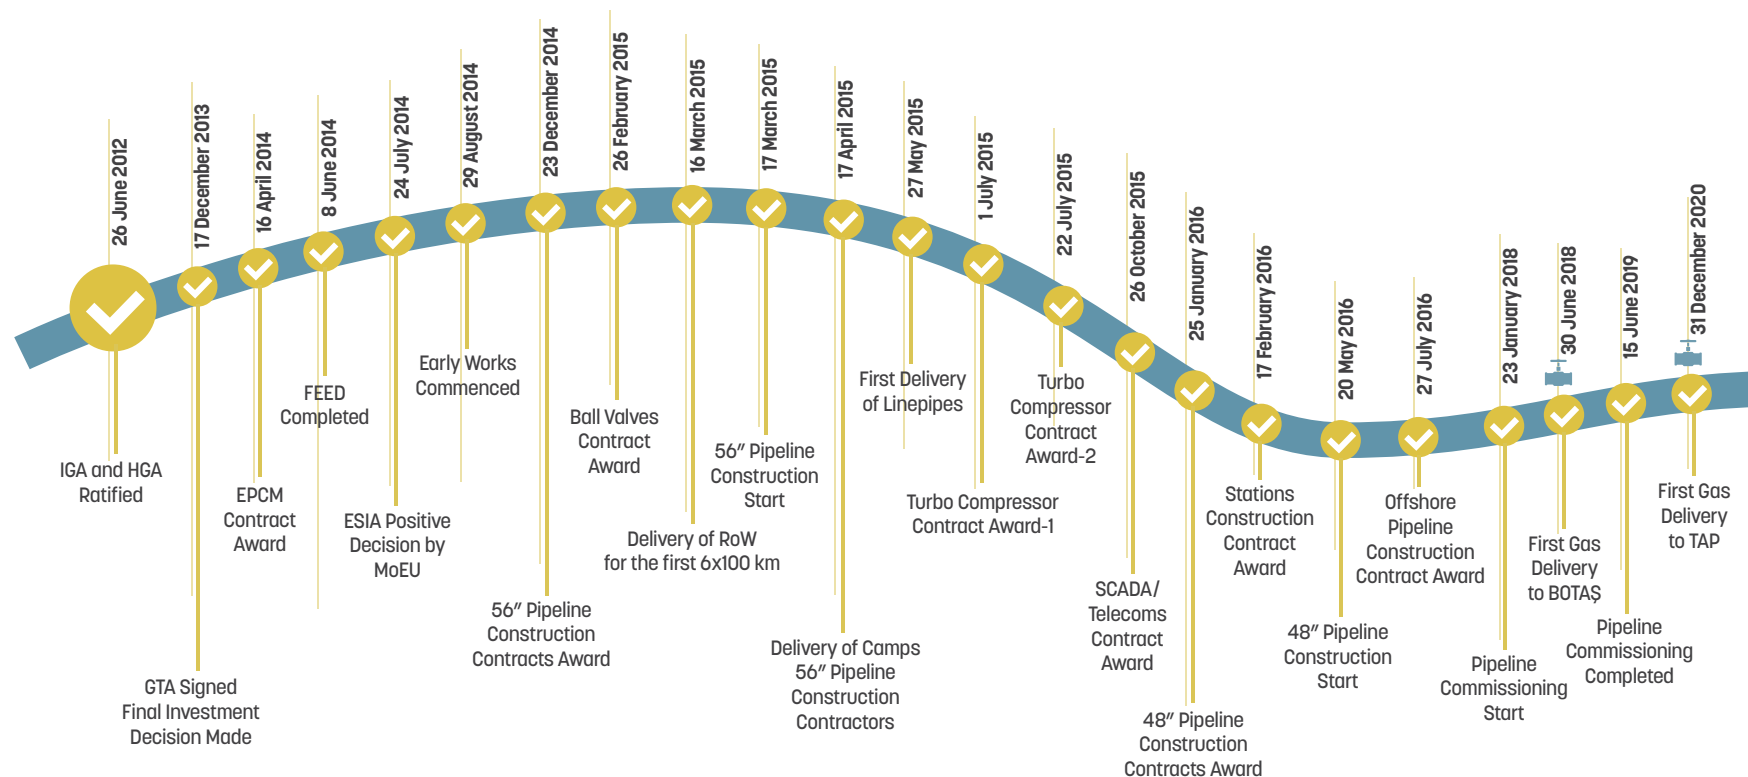 26 June 2012
IGA and HGA
Ratified
17 December 2013
GTA Signed
Final Investment
Decision Made
16 April 2014
EPCM
Contract
Award
8 June 2014
FEED
Completed
24 July 2014
ESIA Positive
Decision by
MoEU
29 August 2014
Early Works
Commenced
23 December 2014
56″ Pipeline
Construction
Contracts Award
26 February 2015
Ball Valves
Contract
Award
16 March 2015
Delivery of RoW
for the first 6x100 km
17 March 2015
56″ Pipeline
Construction
Start
17 April 2015
Delivery of Camps
56″ Pipeline
Construction
Contractors
27 May 2015
First Delivery
of Linepipes
1 July 2015
Turbo Compressor
Contract Award-1
22 July 2015
Turbo
Compressor
Contract
Award-2
26 October 2015
SCADA/
Telecoms
Contract
Award
25 January 2016
48″ Pipeline
Construction
Contracts Award
17 February 2016
Stations
Construction
Contract
Award
20 May 2016
48″ Pipeline
Construction
Start
27 July 2016
Offshore
Pipeline
Construction
Contract Award
23 January 2018
Pipeline
Commissioning
Start
30 June 2018
First Gas
Delivery
to BOTAŞ
15 June 2019
Pipeline
Commissioning
Completed
31 December 2020
First Gas
Delivery
to TAP